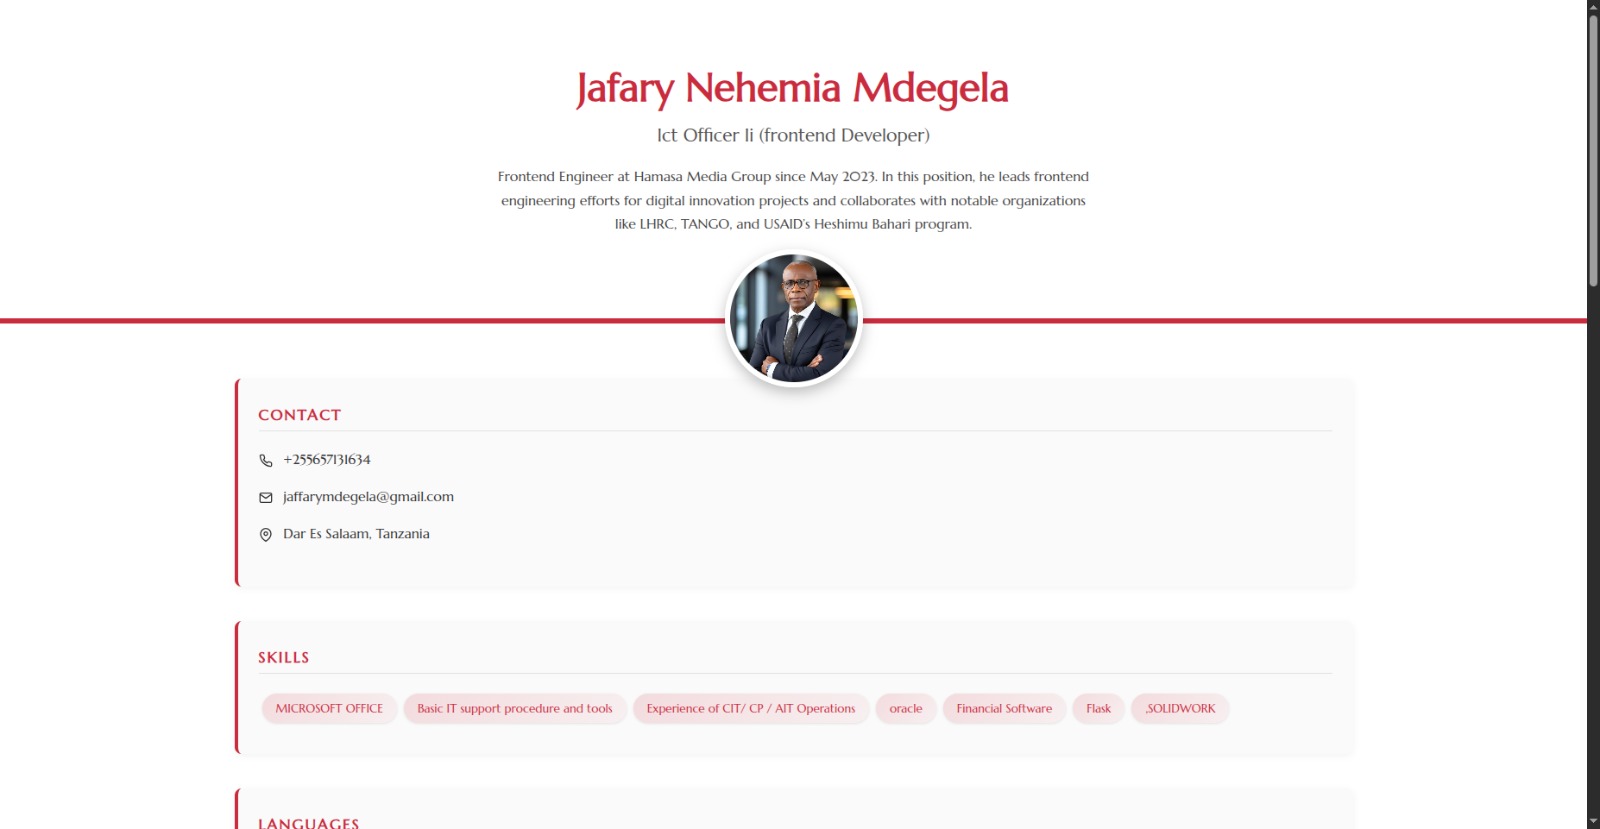 Jafary Nehemia Mdegela
Ict Officer Ii (frontend Developer)
Frontend Engineer at Hamasa Media Group since May 2023. In this position, he leads frontend
engineering efforts for digital innovation projects and collaborates with notable organizations
like LHRC, TANGO, and USAID's Heshimu Bahari program.
CONTACT
+255657131634
jaffarymdegela@gmail.com
Dar Es Salaam, Tanzania
SKILLS
MICROSOFT OFFICE Basic IT support procedure and tools Experience of CIT/ CP / AIT Operations oracle Financial Software Flask ,SOLIDWORK
LANGUAGES